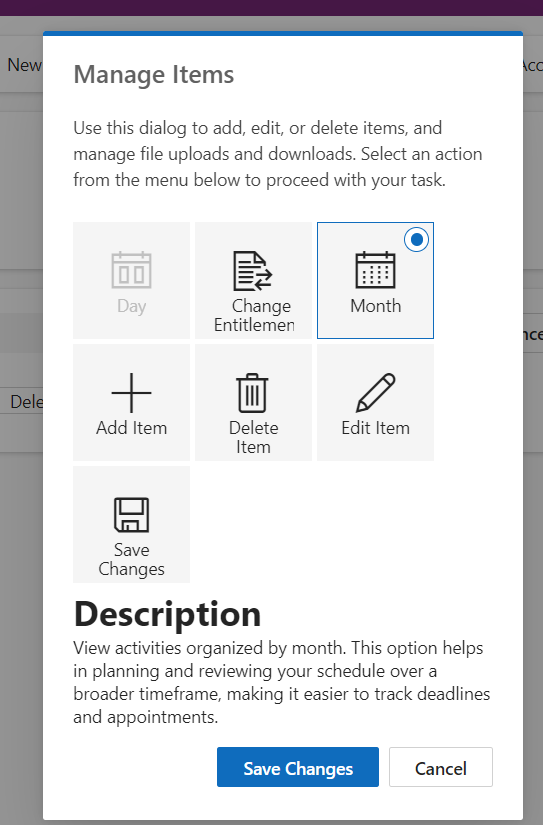 New
Acc
Manage Items
Use this dialog to add, edit, or delete items, and
manage file uploads and downloads. Select an action
from the menu below to proceed with your task.
Day
Change
Entitlemen
Month
Add Item
Delete
Item
Edit Item
Save
Changes
nce
Dele
Description
View activities organized by month. This option helps
in planning and reviewing your schedule over a
broader timeframe, making it easier to track deadlines
and appointments.
Save Changes
Cancel